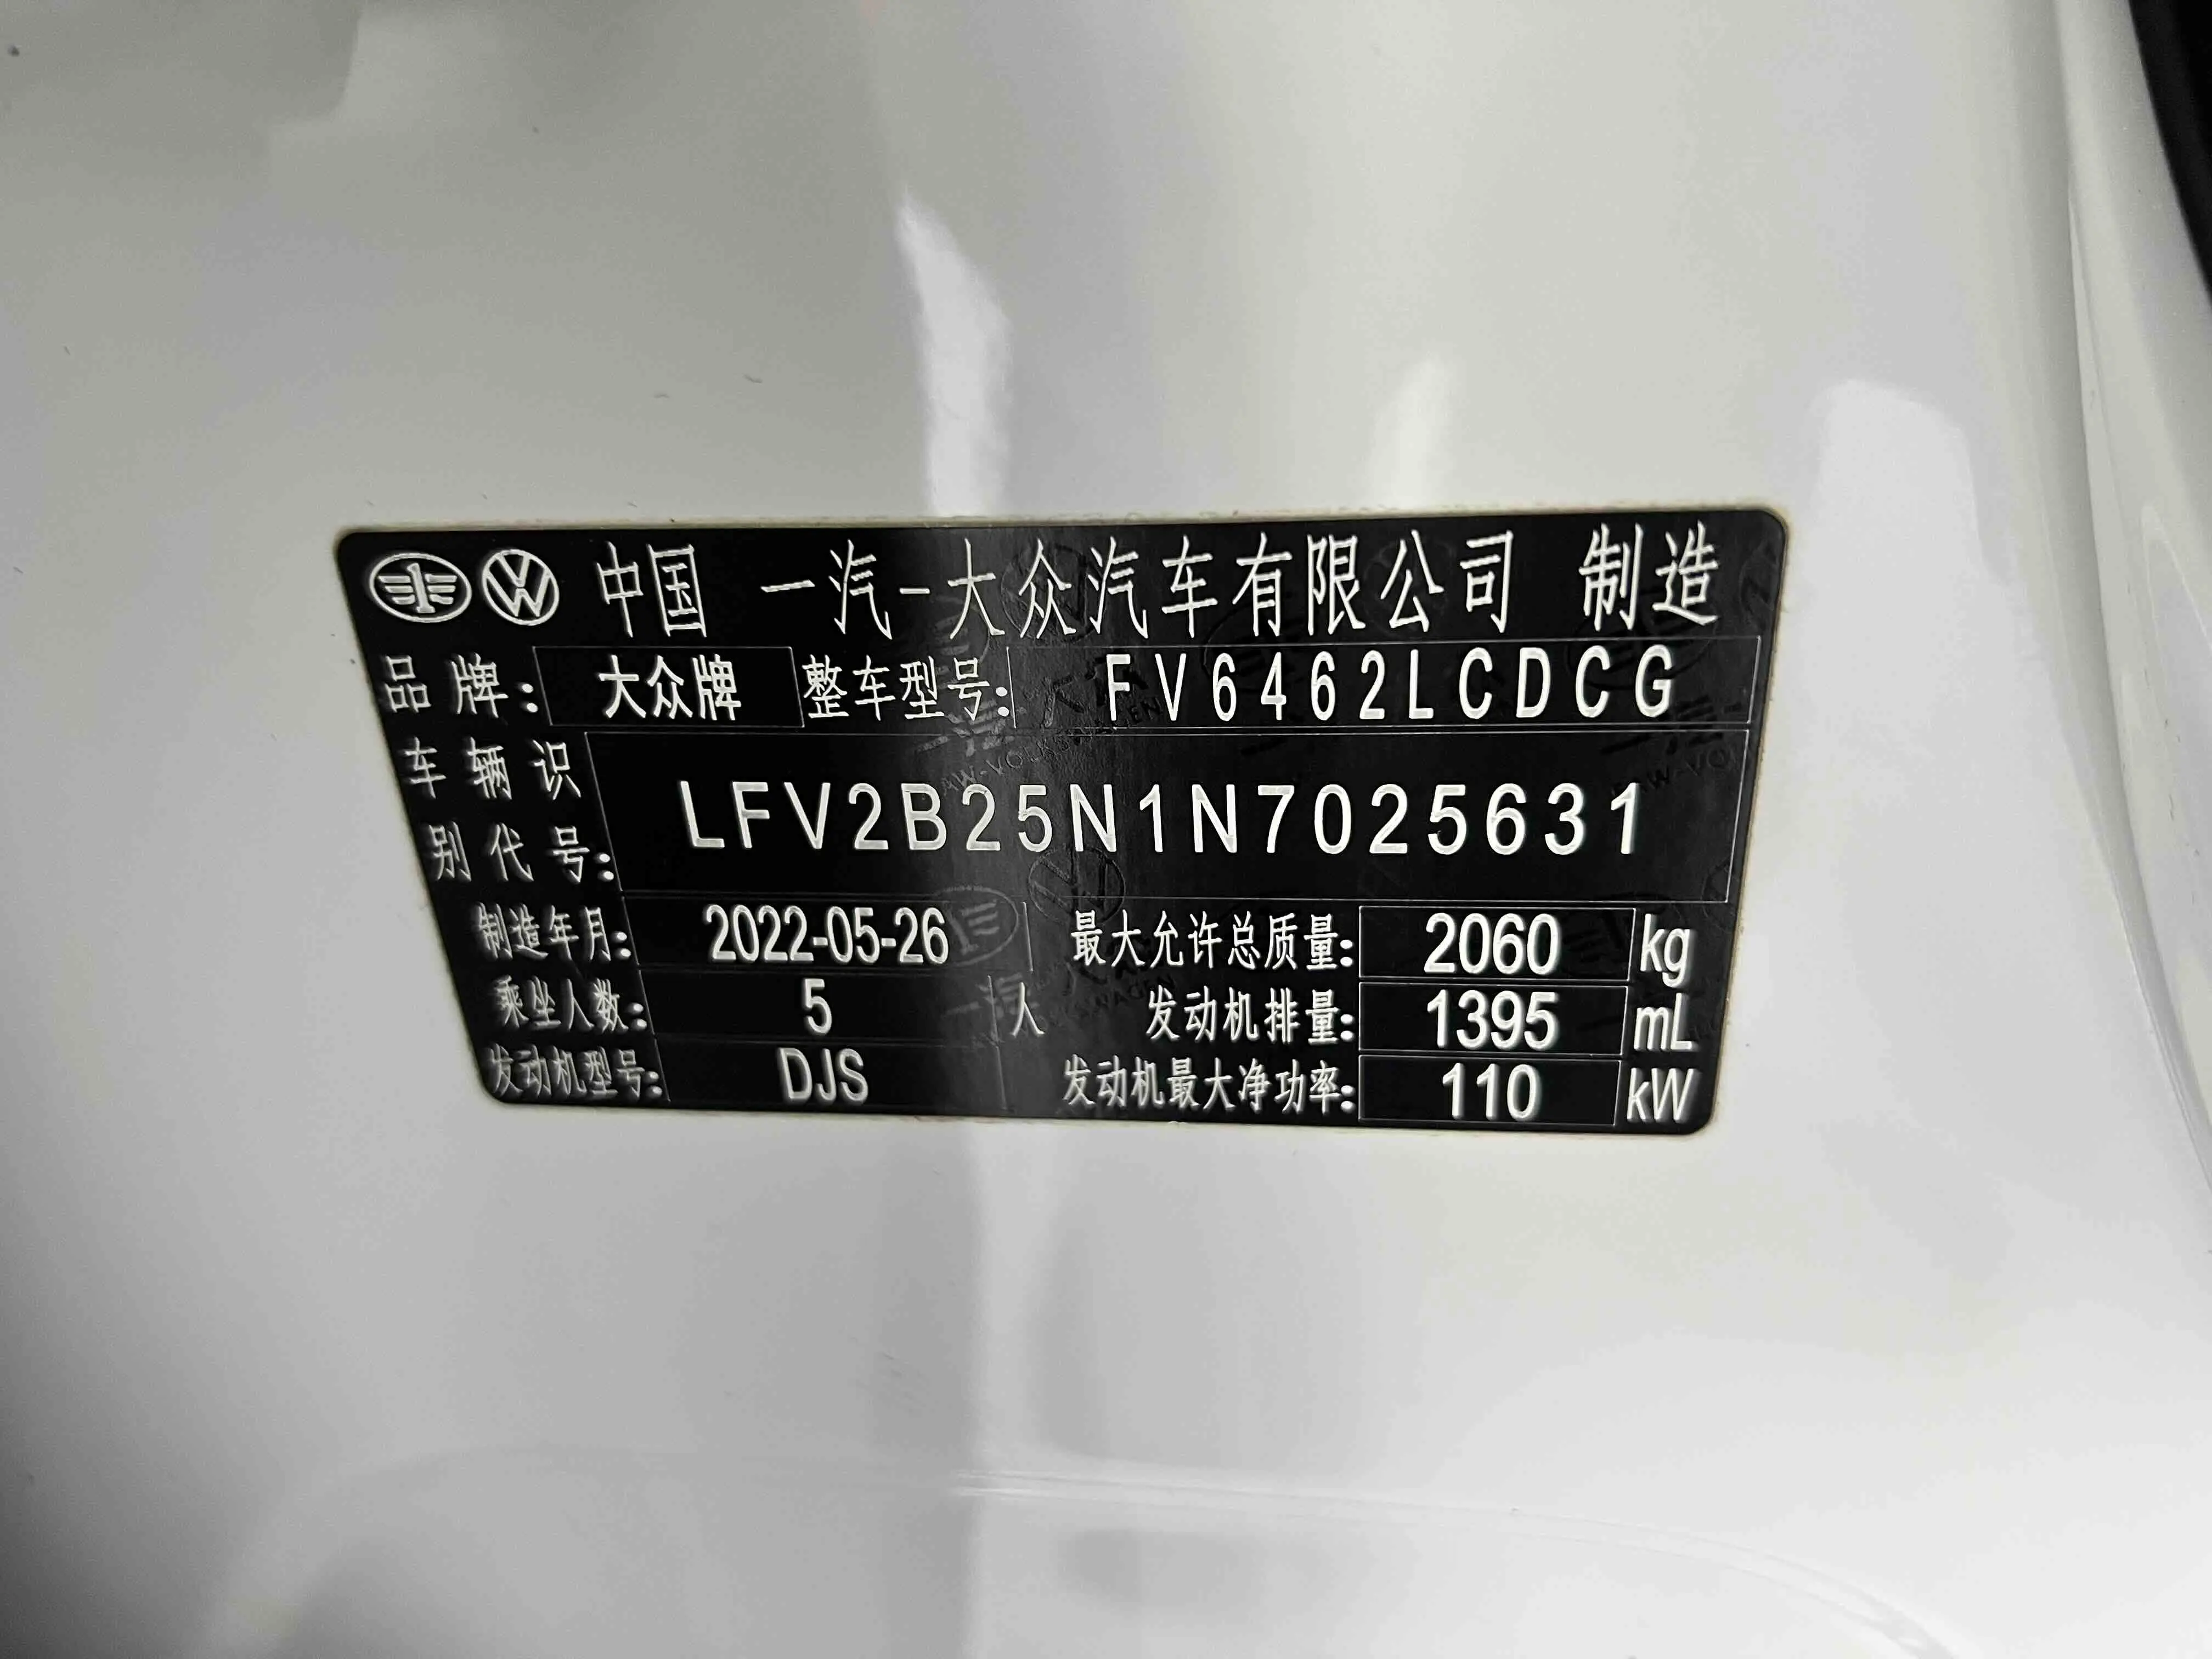 中国 一汽-大众汽车有限公司 制造
品牌: 大众牌 整车型号: FV6462LCDCG
车辆识
别代号: LFV2B25N1N7025631
制造年月: 2022-05-26 最大允许总质量: 2060 kg
乘坐人数: 5 人 发动机排量: 1395 mL
发动机型号: DJS 发动机最大净功率: 110 kW